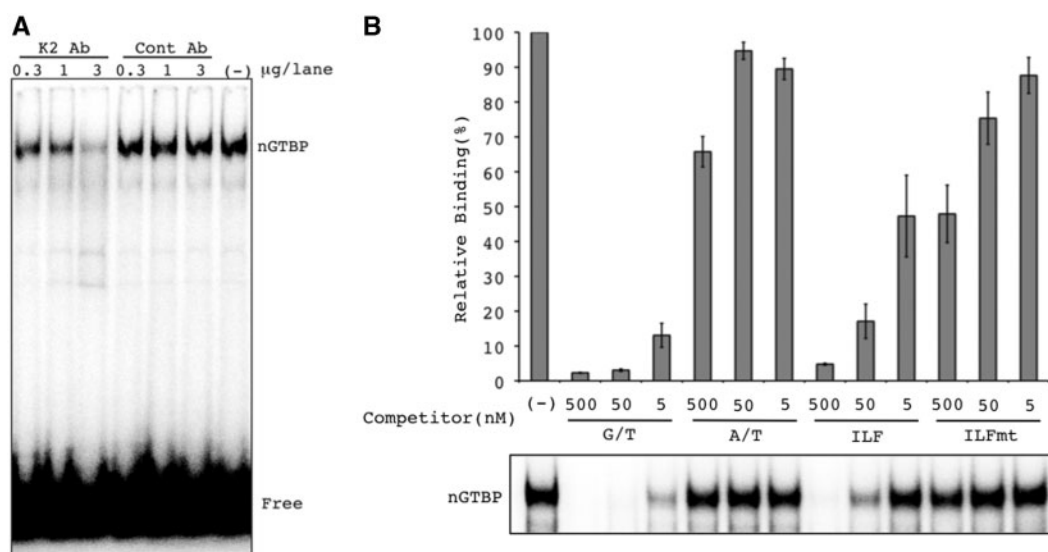 A
K2 Ab Cont Ab
0.3 1 3 0.3 1 3 (-) μg/lane
nGTBP
Free
B
Relative Binding(%)
100
90
80
70
60
50
40
30
20
10
0
Competitor(nM) (-) 500 50 5 500 50 5 500 50 5 500 50 5
G/T A/T ILF ILFmt
nGTBP